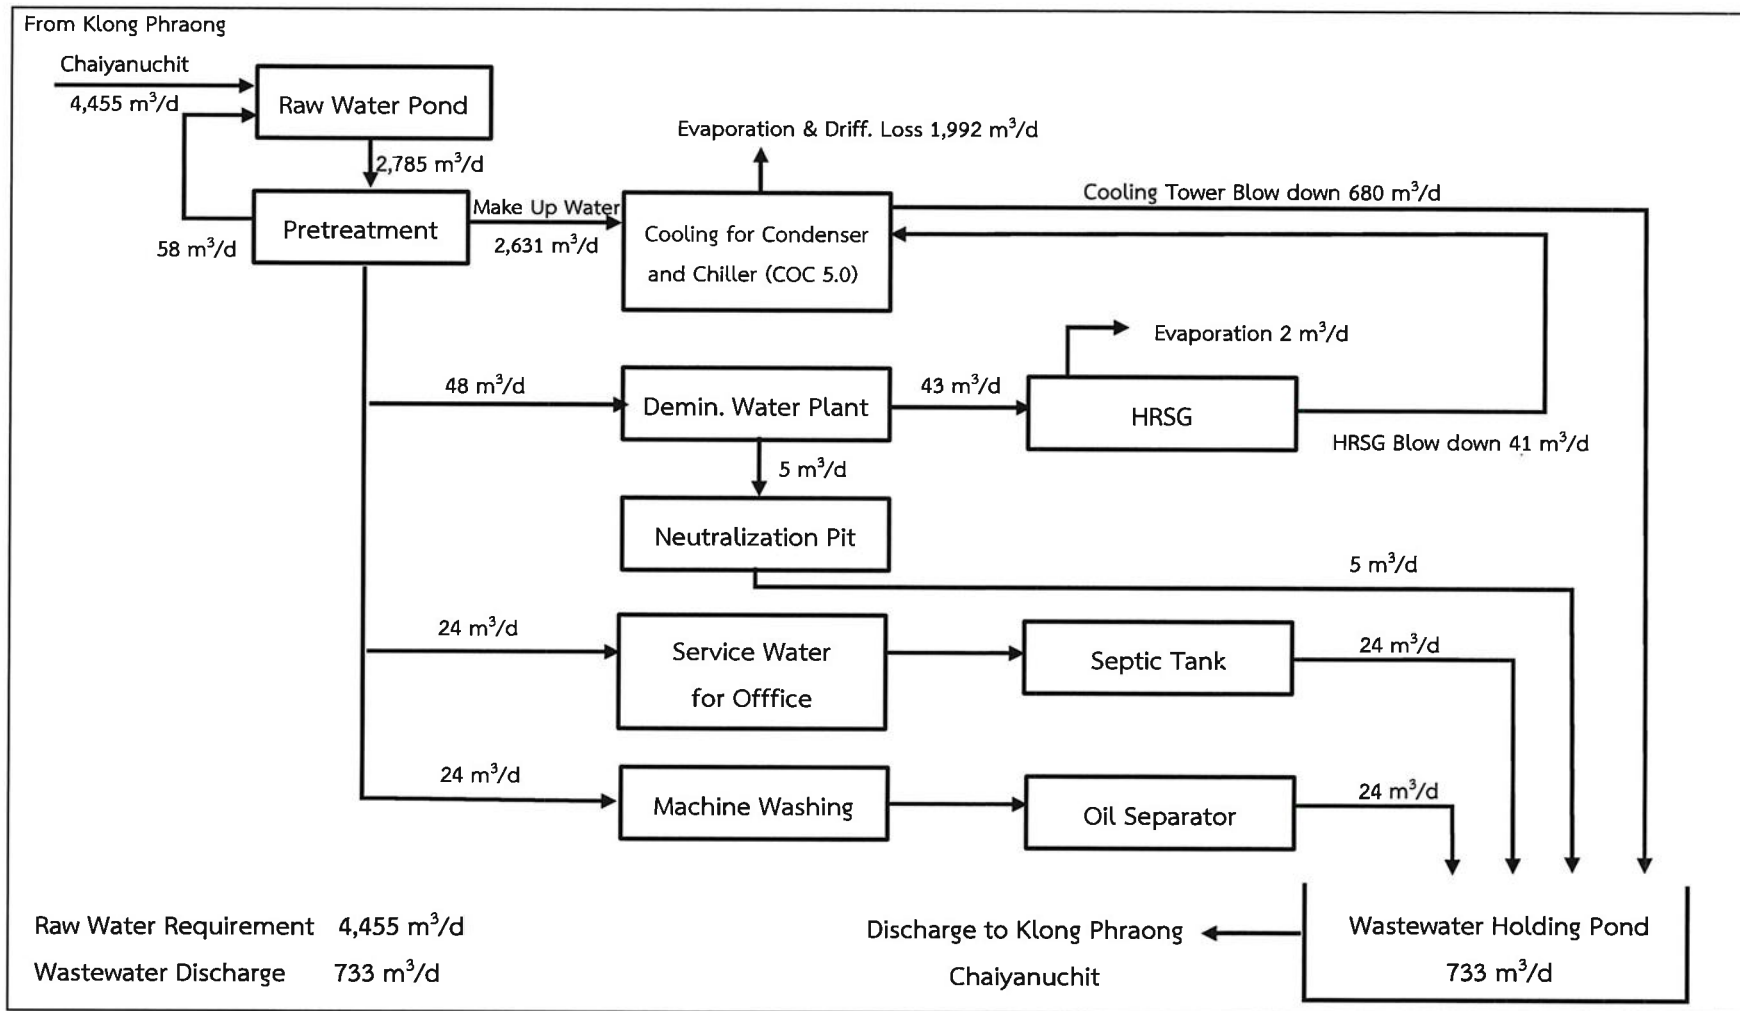 From Klong Phraong
Chaiyanuchit
4,455 m³/d
Raw Water Pond
2,785 m³/d
Evaporation & Driff. Loss 1,992 m³/d
Pretreatment
58 m³/d
Make Up Water
2,631 m³/d
Cooling for Condenser
and Chiller (COC 5.0)
Cooling Tower Blow down 680 m³/d
Evaporation 2 m³/d
48 m³/d
Demin. Water Plant
43 m³/d
HRSG
HRSG Blow down 41 m³/d
5 m³/d
Neutralization Pit
5 m³/d
24 m³/d
Service Water
for Offfice
Septic Tank
24 m³/d
24 m³/d
Machine Washing
Oil Separator
24 m³/d
Raw Water Requirement 4,455 m³/d
Wastewater Discharge 733 m³/d
Discharge to Klong Phraong
Chaiyanuchit
Wastewater Holding Pond
733 m³/d